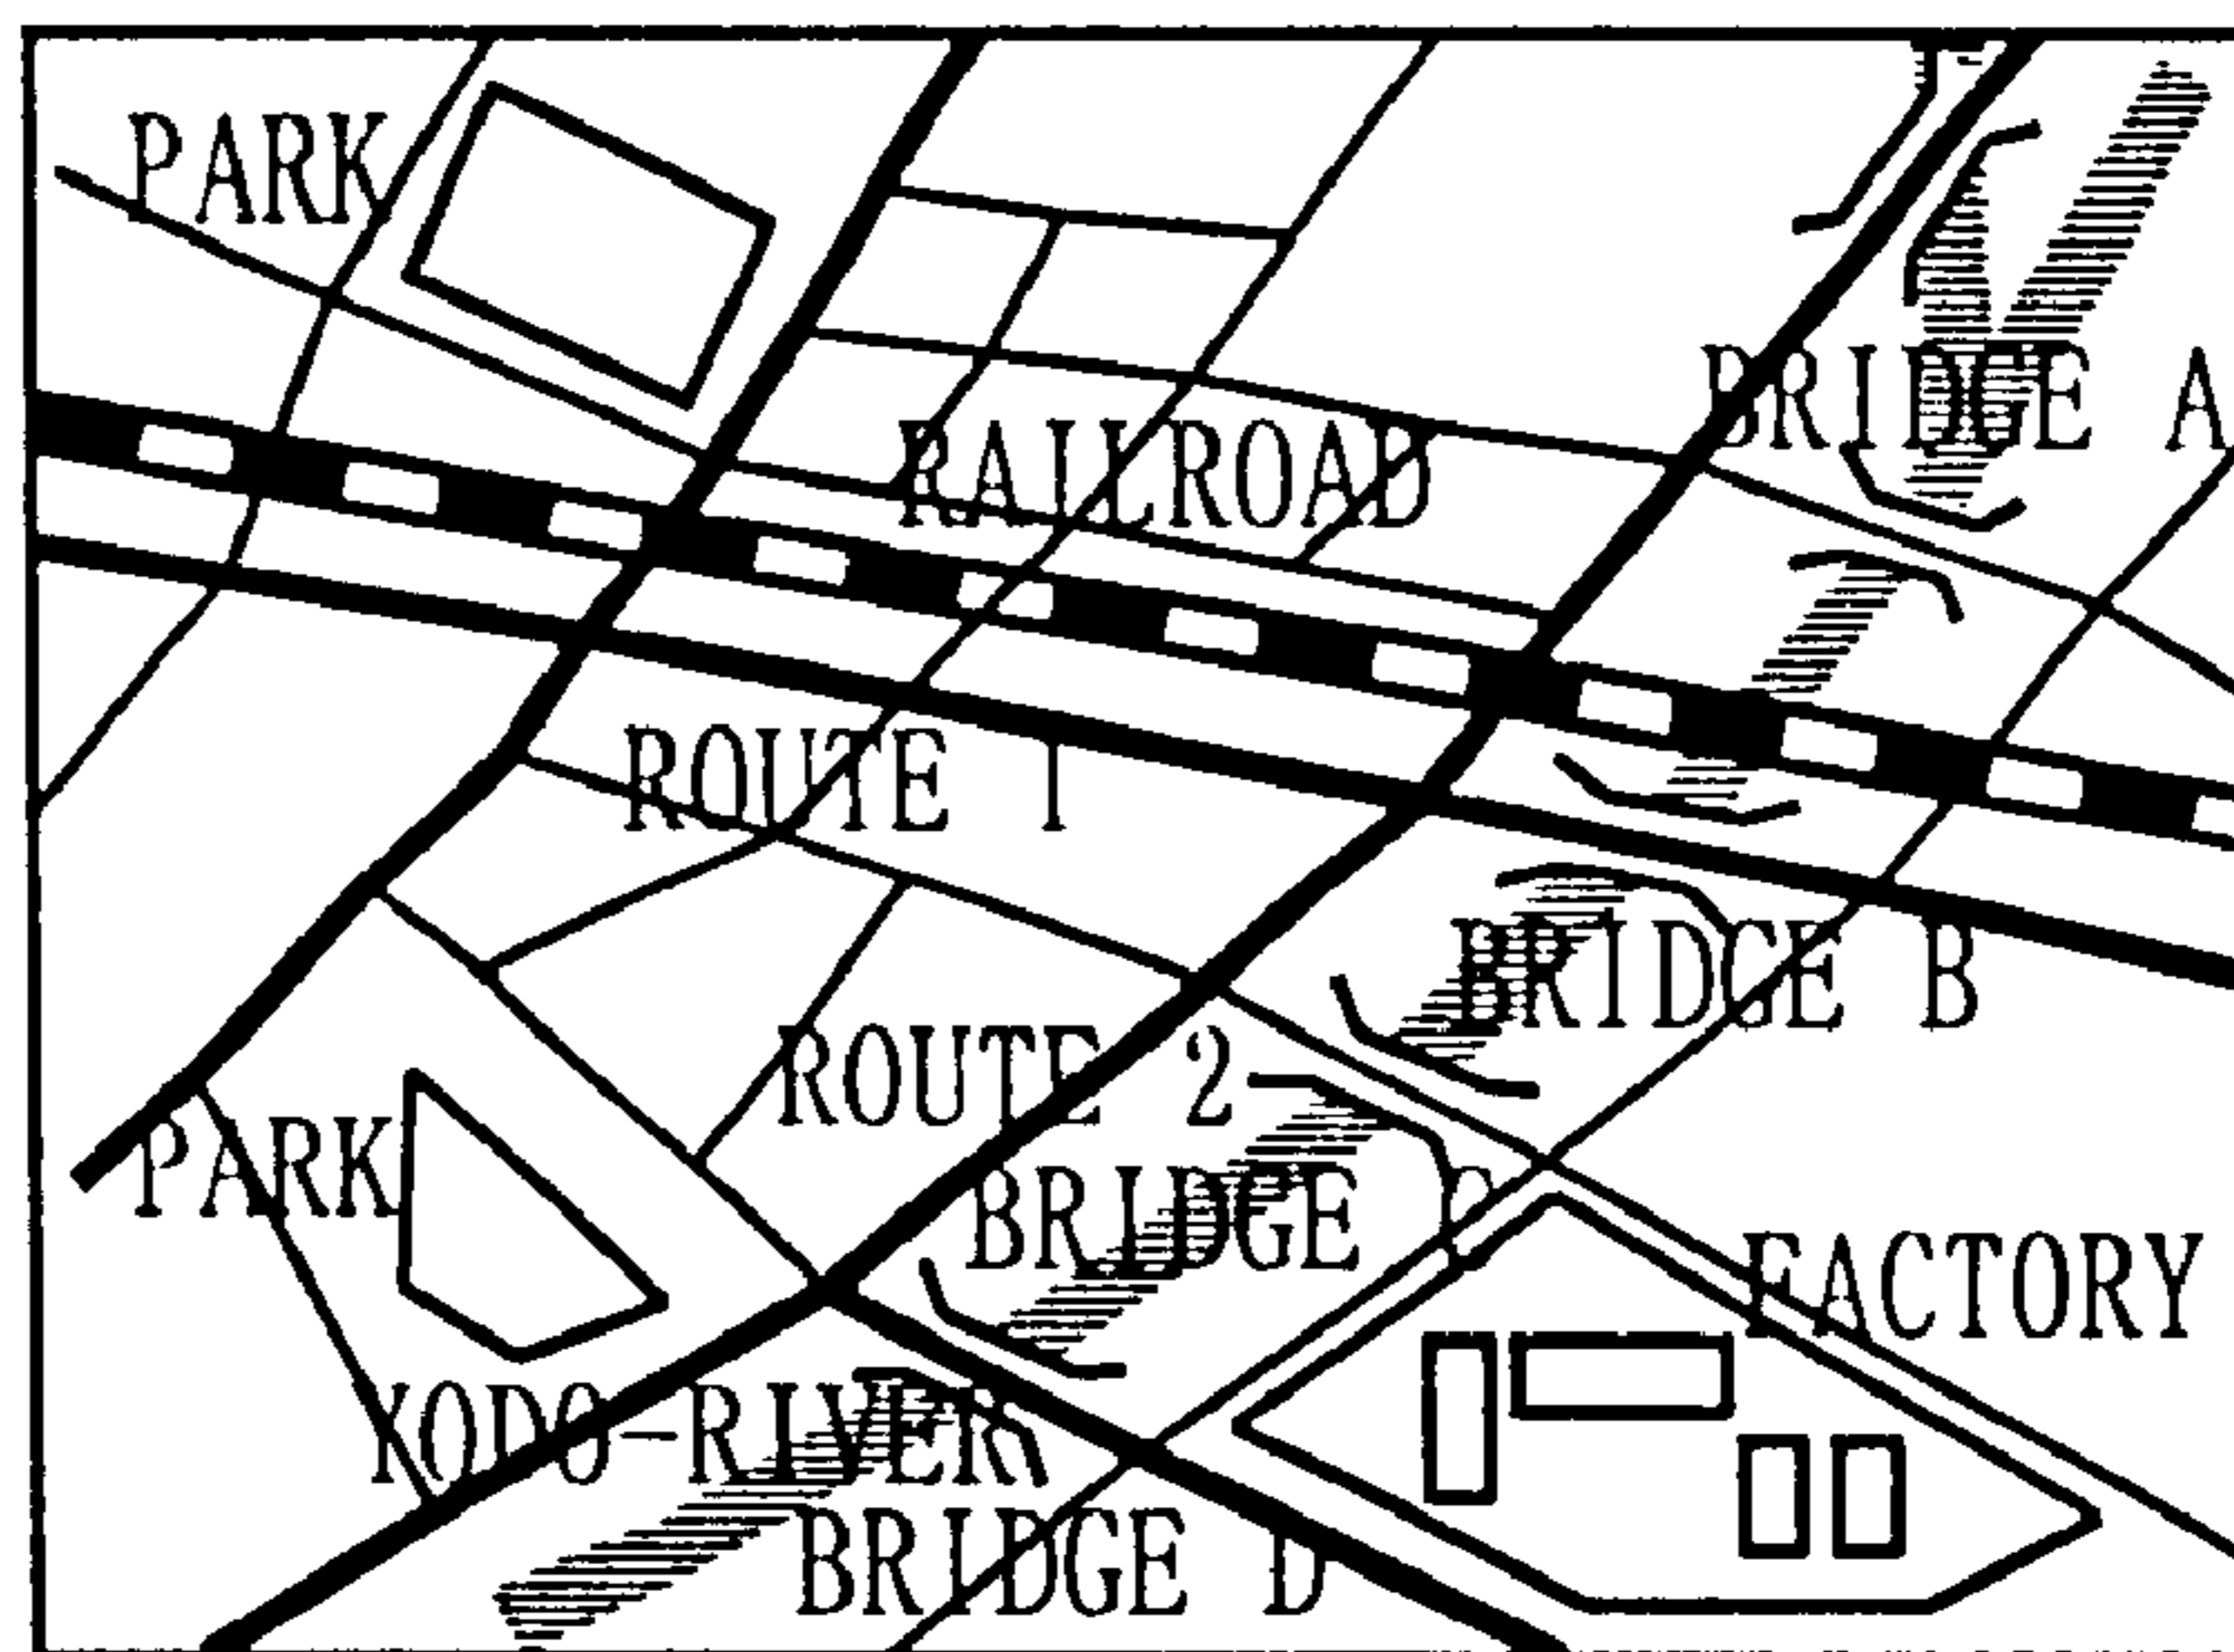 PARK
RAILROAD
BRIDGE A
ROUTE 1
BRIDGE B
ROUTE 2
PARK
BRIDGE C
FACTORY
YODO-RIVER
BRIDGE D